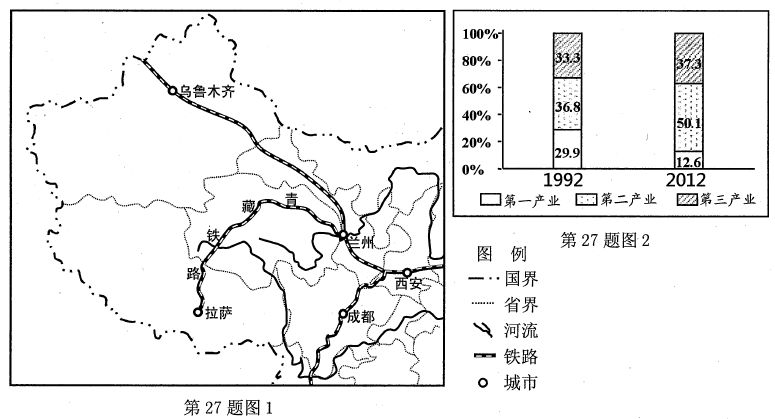 乌鲁木齐
青
藏
铁
路
兰州
西安
拉萨
成都
第27题图1
100%
80%
60%
40%
20%
0%
33.3
36.8
29.9
37.3
50.1
12.6
1992
2012
第一产业 第二产业 第三产业
第27题图2
图 例
国界
省界
河流
铁路
城市